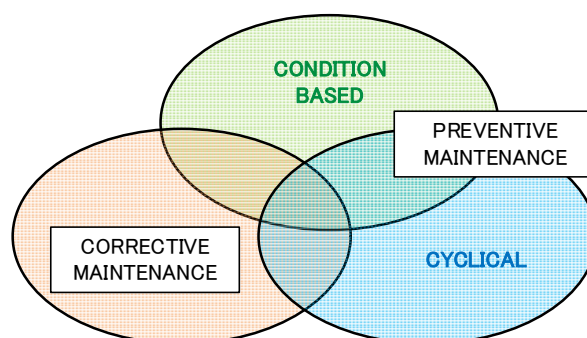 CONDITION
BASED
PREVENTIVE
MAINTENANCE
CORRECTIVE
MAINTENANCE
CYCLICAL